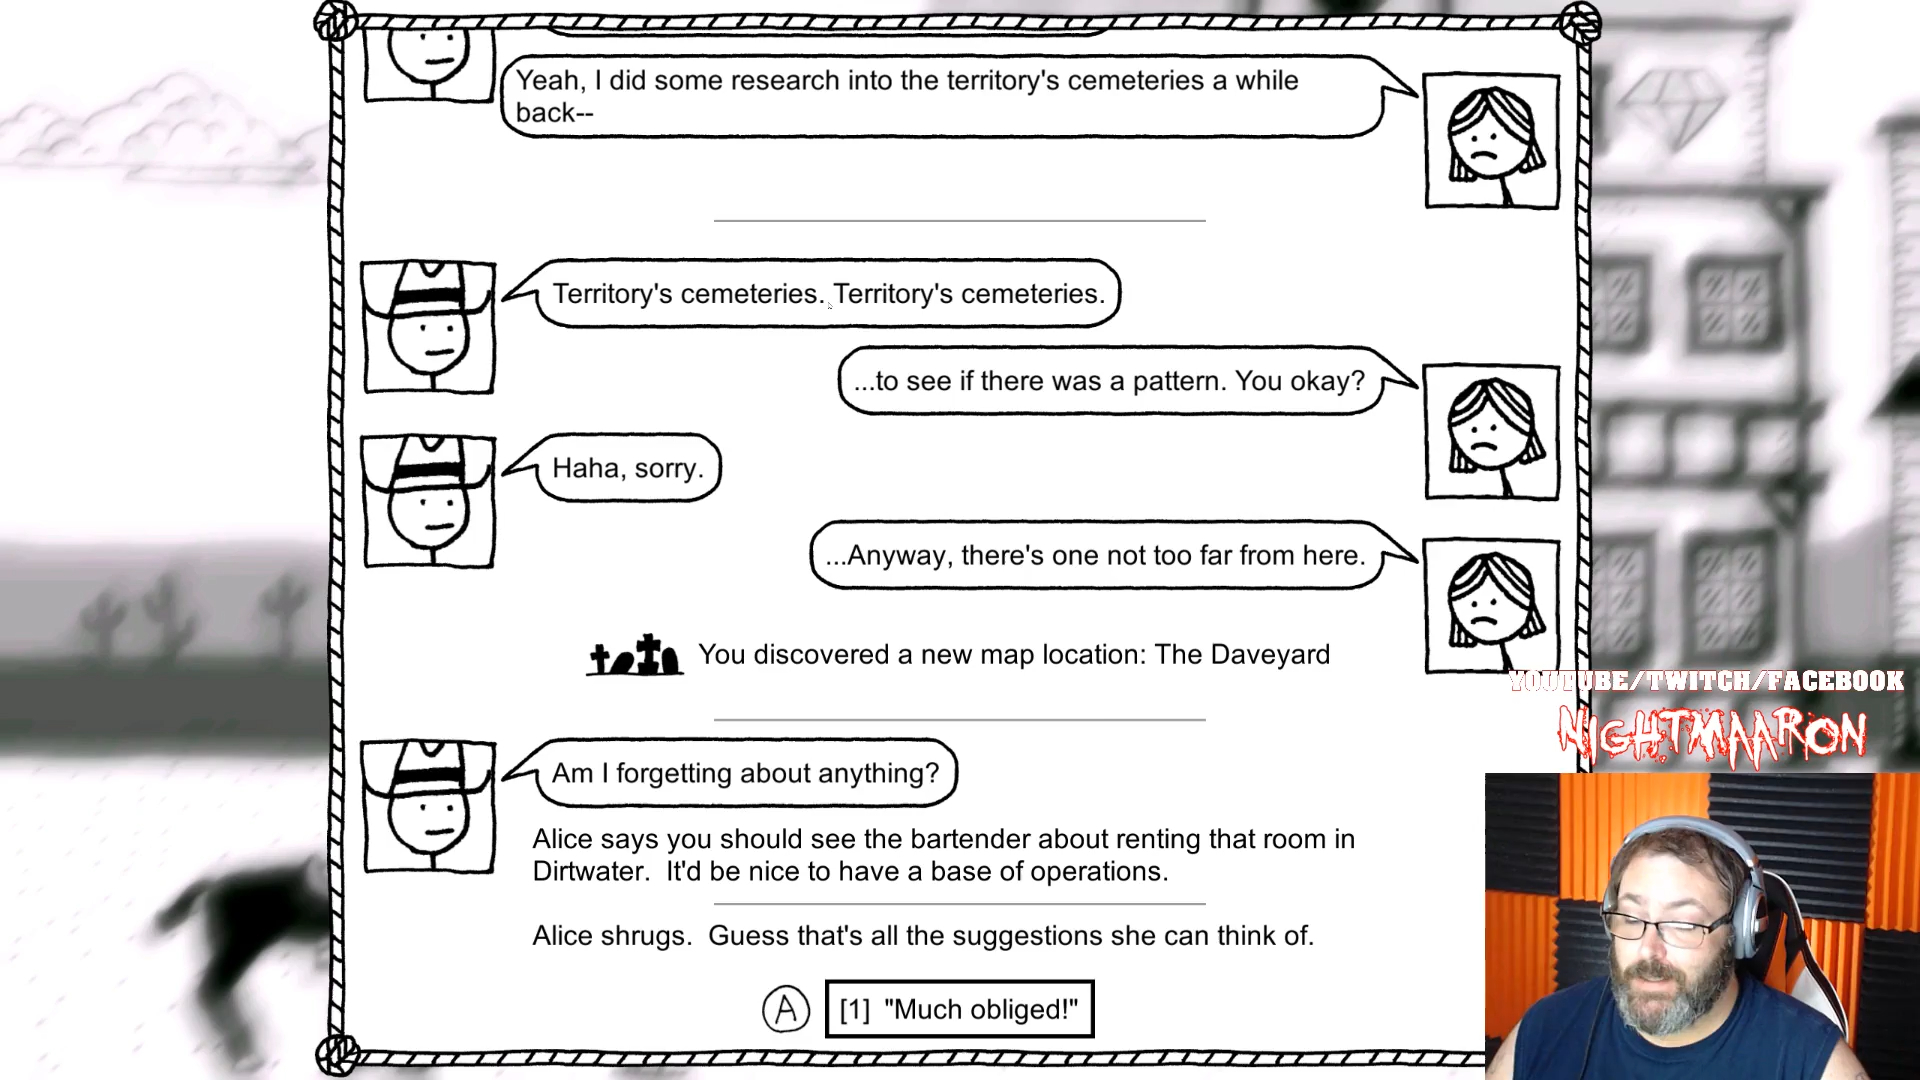 Yeah, I did some research into the territory's cemeteries a while
back--
Territory's cemeteries. Territory's cemeteries.
...to see if there was a pattern. You okay?
Haha, sorry.
...Anyway, there's one not too far from here.
You discovered a new map location: The Daveyard
YOUTUBE/TWITCH/FACEBOOK
NIGHTMAARON
Am I forgetting about anything?
Alice says you should see the bartender about renting that room in
Dirtwater. It'd be nice to have a base of operations.
Alice shrugs. Guess that's all the suggestions she can think of.
A [1] "Much obliged!"